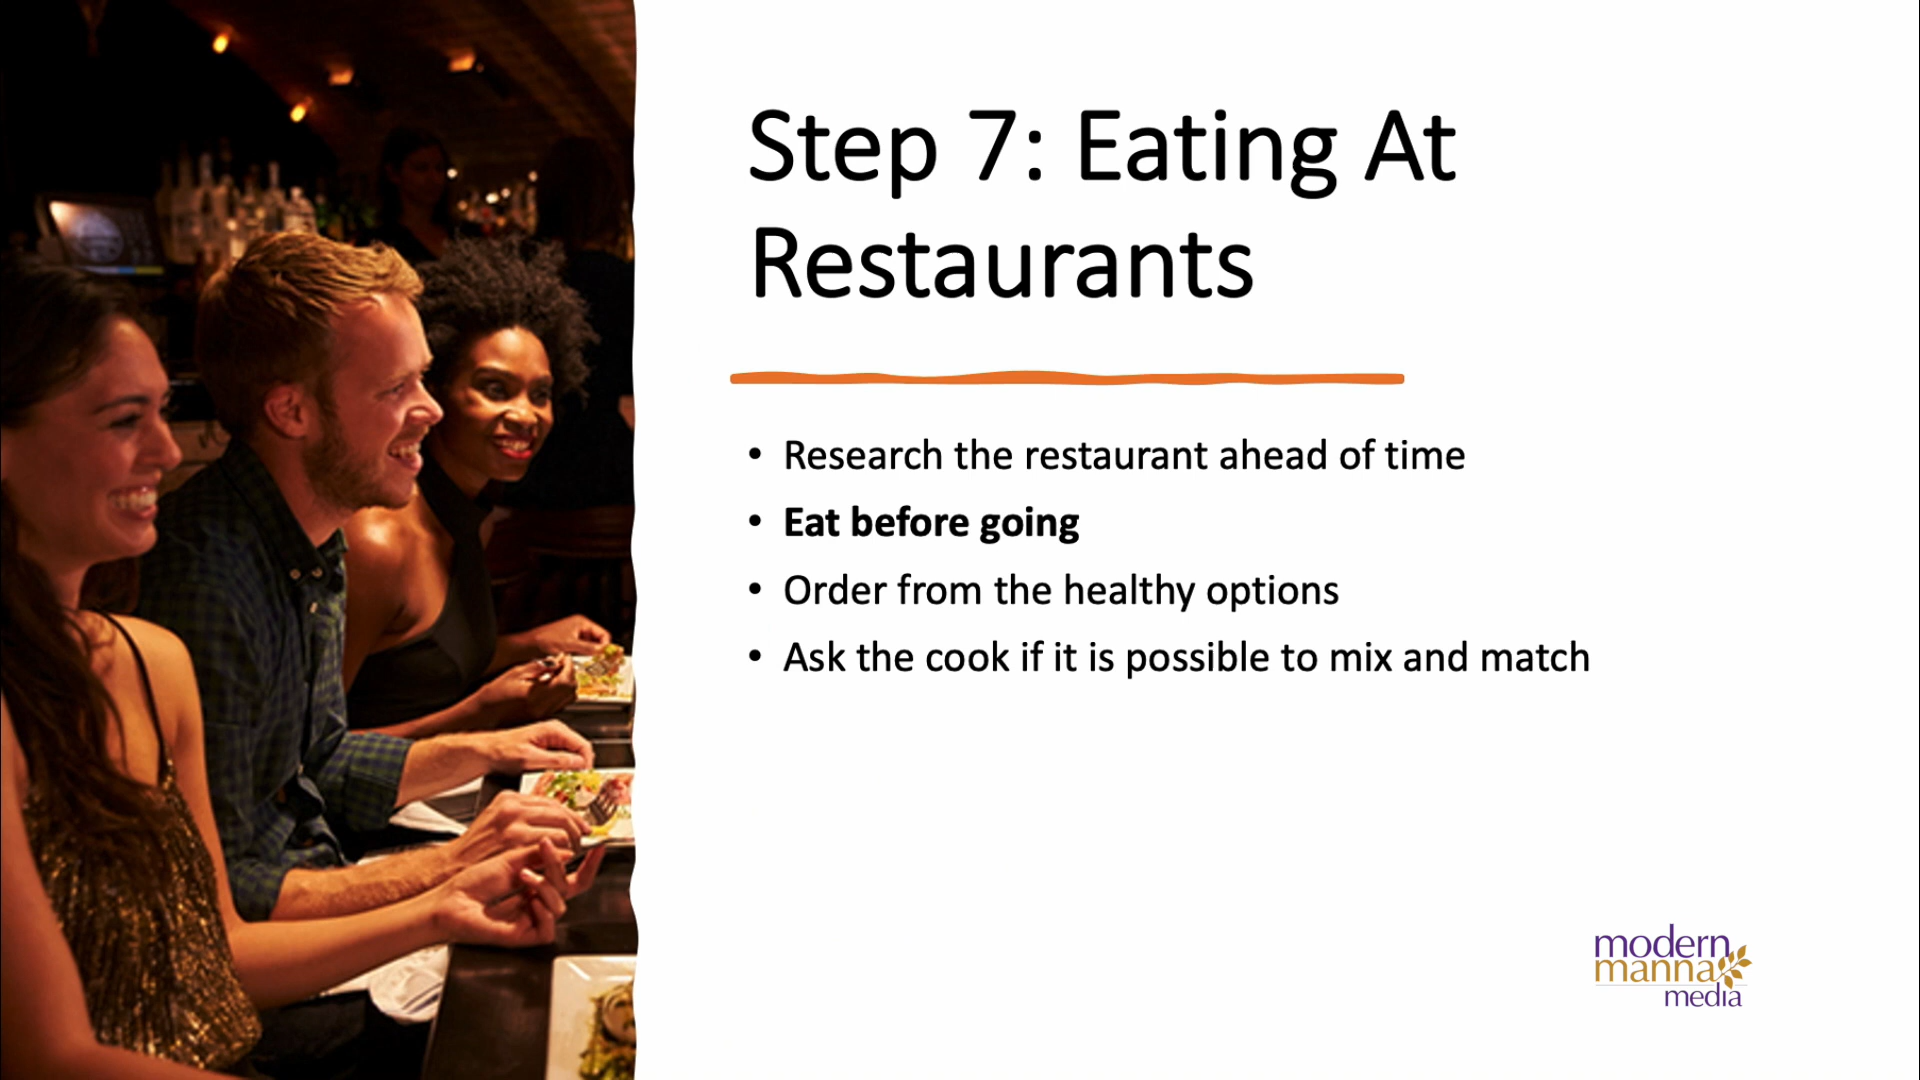 Step 7: Eating At
Restaurants
• Research the restaurant ahead of time
• Eat before going
• Order from the healthy options
• Ask the cook if it is possible to mix and match
modern
manna
media